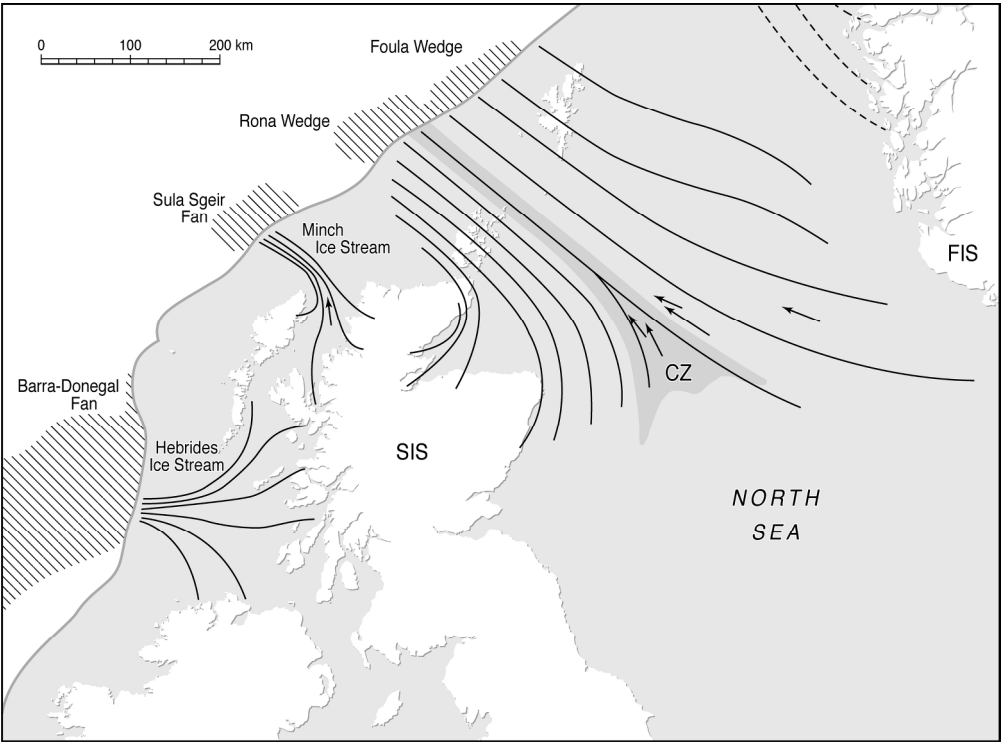 0 100 200 km
Foula Wedge
Rona Wedge
Sula Sgeir
Fan
Minch
Ice Stream
FIS
Barra-Donegal
Fan
CZ
Hebrides
Ice Stream
SIS
NORTH
SEA